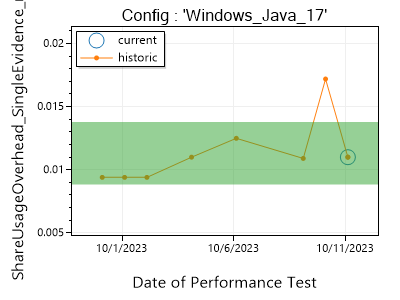 Config : 'Windows_Java_17'
current
historic
ShareUsageOverhead_SingleEvidence_
0.02
0.015
0.01
0.005
10/1/2023
10/6/2023
10/11/2023
Date of Performance Test